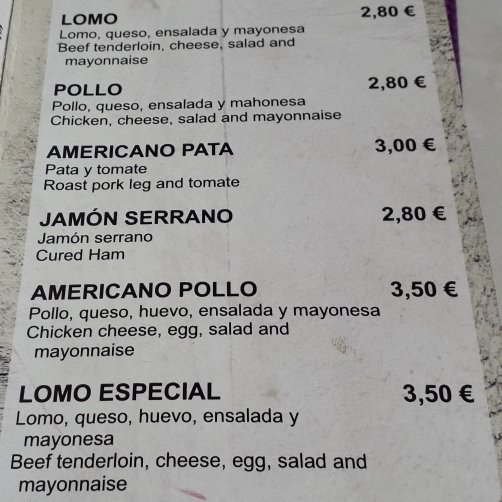 LOMO 2,80 €
Lomo, queso, ensalada y mayonesa
Beef tenderloin, cheese, salad and
mayonnaise
POLLO 2,80 €
Pollo, queso, ensalada y mahonesa
Chicken, cheese, salad and mayonnaise
AMERICANO PATA 3,00 €
Pata y tomate
Roast pork leg and tomate
JAMÓN SERRANO 2,80 €
Jamón serrano
Cured Ham
AMERICANO POLLO 3,50 €
Pollo, queso, huevo, ensalada y mayonesa
Chicken cheese, egg, salad and
mayonnaise
LOMO ESPECIAL 3,50 €
Lomo, queso, huevo, ensalada y
mayonesa
Beef tenderloin, cheese, egg, salad and
mayonnaise